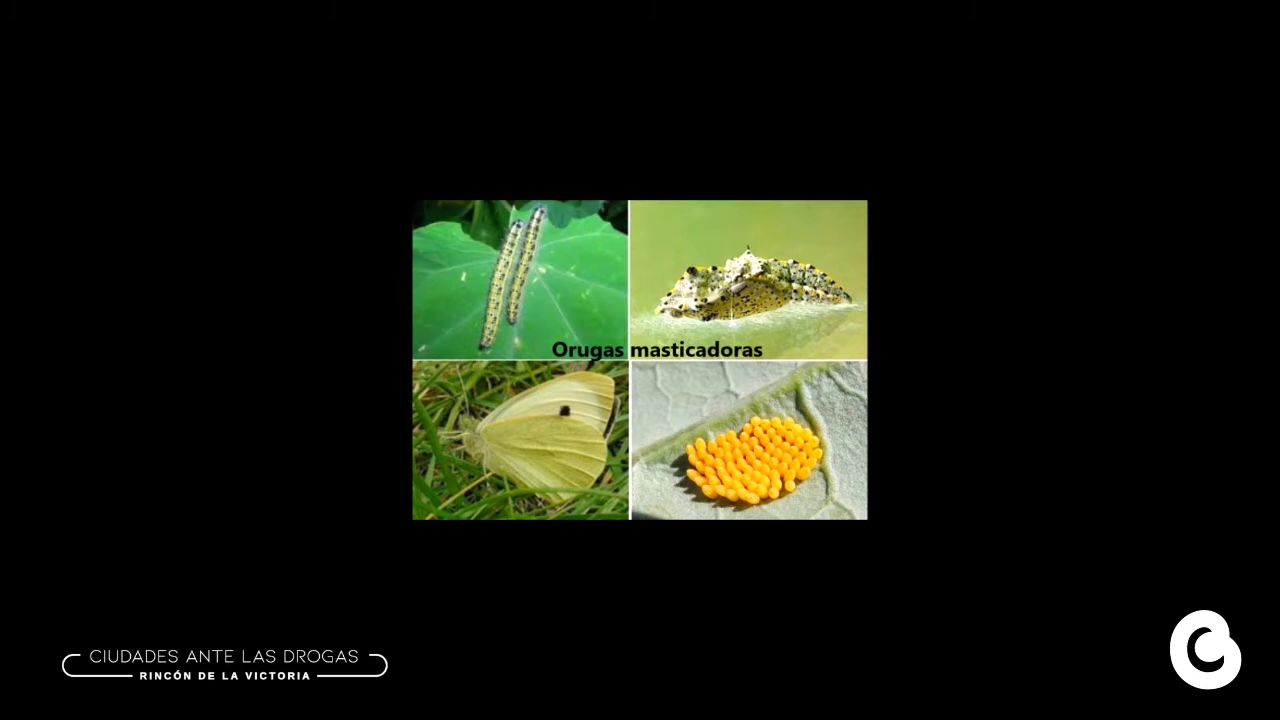 Orugas masticadoras
CIUDADES ANTE LAS DROGAS
RINCÓN DE LA VICTORIA